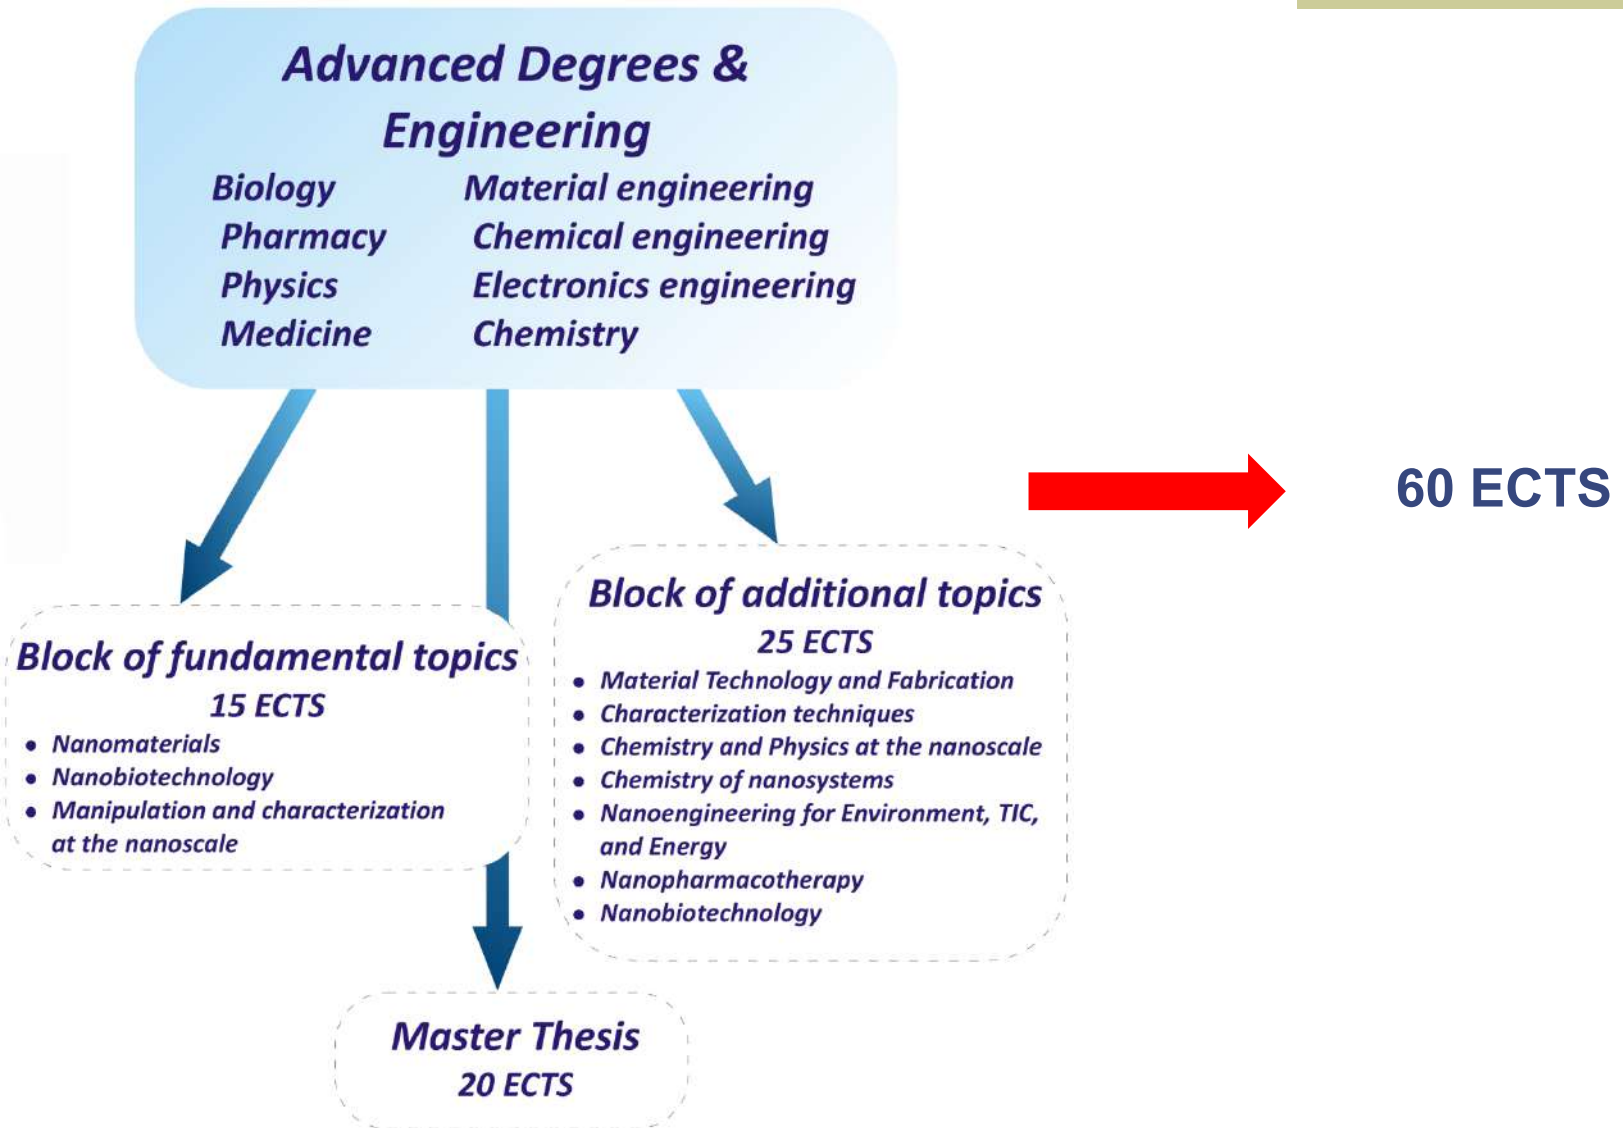 Advanced Degrees &
Engineering
Biology Material engineering
Pharmacy Chemical engineering
Physics Electronics engineering
Medicine Chemistry
60 ECTS
Block of fundamental topics
15 ECTS
• Nanomaterials
• Nanobiotechnology
• Manipulation and characterization
at the nanoscale
Block of additional topics
25 ECTS
• Material Technology and Fabrication
• Characterization techniques
• Chemistry and Physics at the nanoscale
• Chemistry of nanosystems
• Nanoengineering for Environment, TIC,
and Energy
• Nanopharmacotherapy
• Nanobiotechnology
Master Thesis
20 ECTS